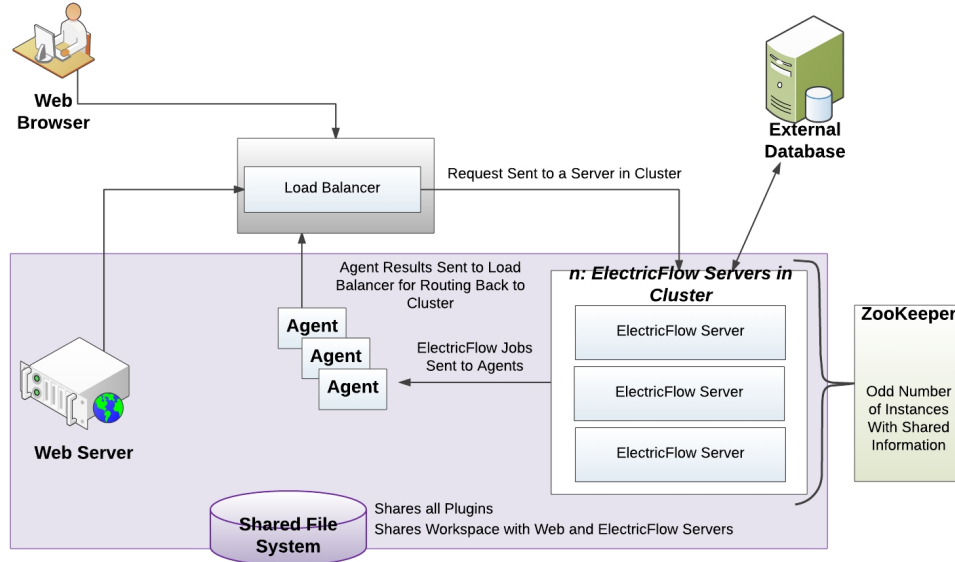 Web
Browser
External
Database
Load Balancer
Request Sent to a Server in Cluster
Agent Results Sent to Load
Balancer for Routing Back to
Cluster
n: ElectricFlow Servers in
Cluster
ElectricFlow Server
ElectricFlow Server
ElectricFlow Server
Agent
Agent
Agent
ElectricFlow Jobs
Sent to Agents
ZooKeeper
Odd Number
of Instances
With Shared
Information
Web Server
Shared File
System
Shares all Plugins
Shares Workspace with Web and ElectricFlow Servers